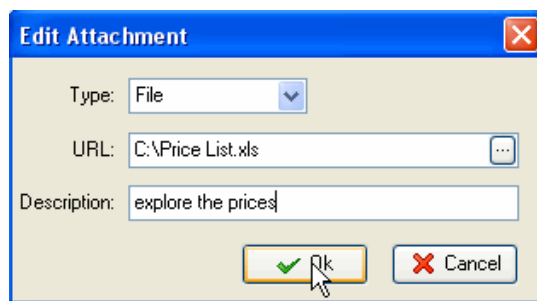 Edit Attachment
Type: File
URL: C:\Price List.xls ...
Description: explore the prices
Ok Cancel